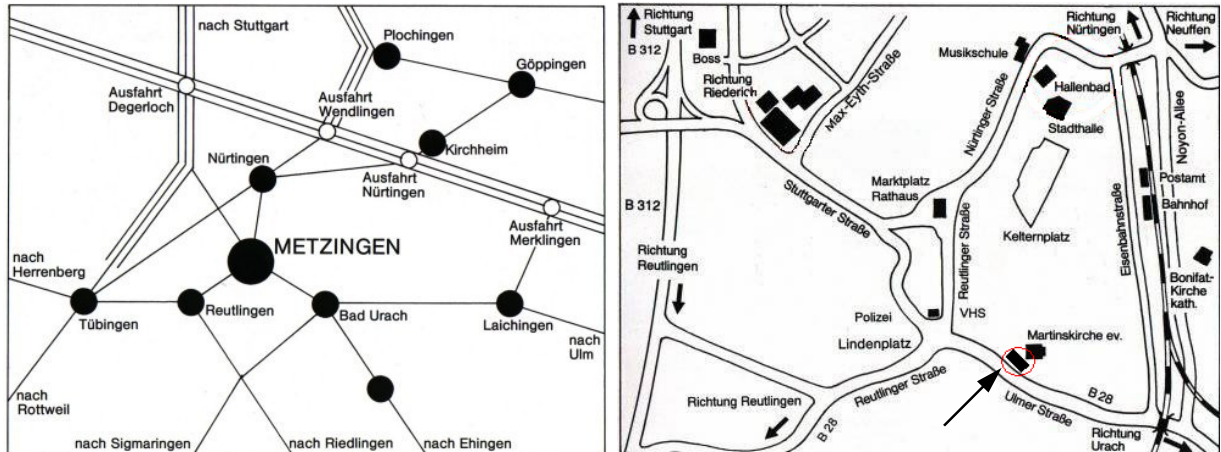 nach Stuttgart
Plochingen
Göppingen
Ausfahrt
Degerloch
Ausfahrt
Wendlingen
Kirchheim
Nürtingen
Ausfahrt
Nürtingen
Ausfahrt
Merklingen
METZINGEN
nach
Herrenberg
Tübingen
Reutlingen
Bad Urach
Laichingen
nach
Ulm
nach
Rottweil
nach Sigmaringen
nach Riedlingen
nach Ehingen
Richtung
Stuttgart
B 312
Boss
Richtung
Riederich
Max-Eyth-Straße
Musikschule
Richtung
Nürtingen
Richtung
Neuffen
Hallenbad
Stadthalle
Nürtinger Straße
Noyon-Allee
Stuttgarter Straße
Marktplatz
Rathaus
Postamt
Bahnhof
B 312
Reutlinger Straße
Kelternplatz
Eisenbahnstraße
Richtung
Reutlingen
Bonifat-
Kirche
kath.
Polizei
VHS
Lindenplatz
Martinskirche ev.
Reutlinger Straße
Richtung Reutlingen
B 28
Ulmer Straße
B 28
Richtung
Urach